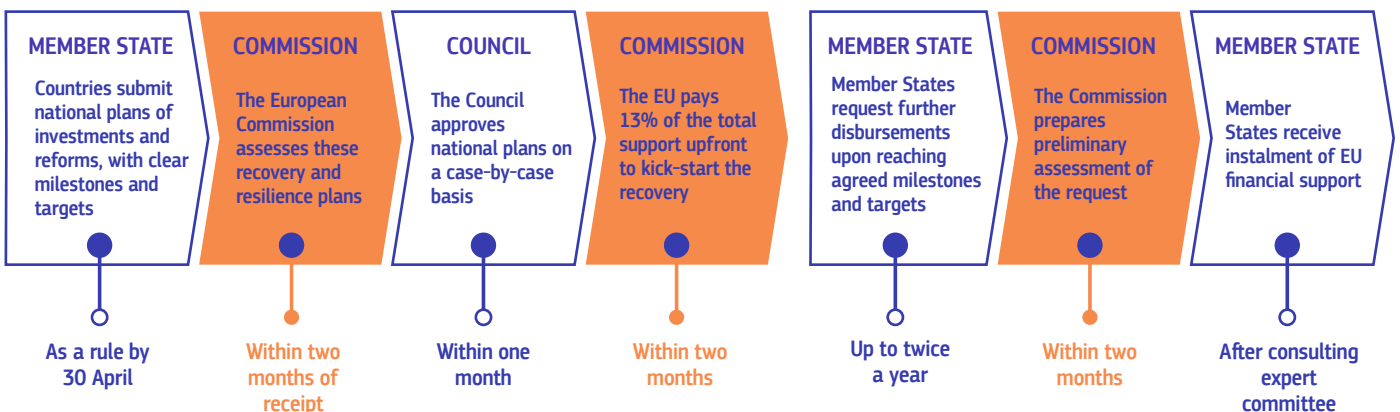 MEMBER STATE
Countries submit
national plans of
investments and
reforms, with clear
milestones and
targets
As a rule by
30 April
COMMISSION
The European
Commission
assesses these
recovery and
resilience plans
Within two
months of
receipt
COUNCIL
The Council
approves
national plans on
a case-by-case
basis
Within one
month
COMMISSION
The EU pays
13% of the total
support upfront
to kick-start the
recovery
Within two
months
MEMBER STATE
Member States
request further
disbursements
upon reaching
agreed milestones
and targets
Up to twice
a year
COMMISSION
The Commission
prepares
preliminary
assessment of
the request
Within two
months
MEMBER STATE
Member
States receive
instalment of EU
financial support
After consulting
expert
committee